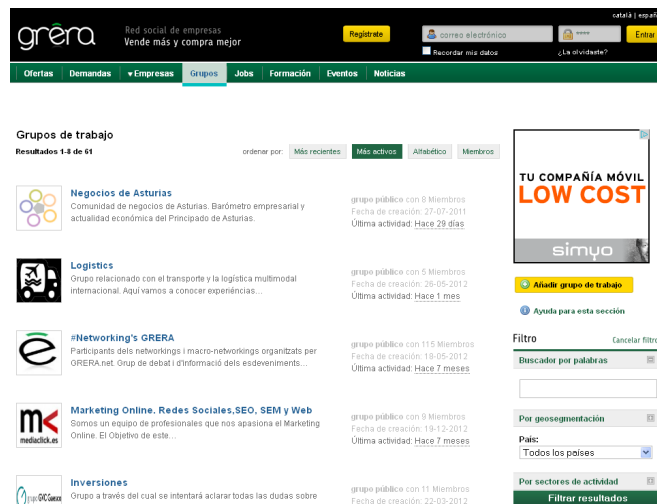 català | españ
grera
Red social de empresas
Vende más y compra mejor
Regístrate
correo electrónico
****
Entrar
Recordar mis datos
¿La olvidaste?
Ofertas Demandas ▾Empresas Grupos Jobs Formación Eventos Noticias
Grupos de trabajo
Resultados 1-8 de 61
ordenar por: Más recientes Más activos Alfabético Miembros
Negocios de Asturias
Comunidad de negocios de Asturias. Barómetro empresarial y
actualidad económica del Principado de Asturias.
grupo público con 8 Miembros
Fecha de creación: 27-07-2011
Última actividad: Hace 29 días
Logistics
Grupo relacionado con el transporte y la logística multimodal
internacional. Aquí vamos a conocer experiéncias...
grupo público con 5 Miembros
Fecha de creación: 26-05-2012
Última actividad: Hace 1 mes
#Networking's GRERA
Participants dels networkings i macro-networkings organitzats per
GRERA.net. Grup de debat i d'informació dels esdeveniments...
grupo público con 115 Miembros
Fecha de creación: 18-05-2012
Última actividad: Hace 7 meses
mk
mediaclick.es
Marketing Online. Redes Sociales,SEO, SEM y Web
Somos un equipo de profesionales que nos apasiona el Marketing
Online. El Objetivo de este...
grupo público con 9 Miembros
Fecha de creación: 19-12-2012
Última actividad: Hace 7 meses
Inversiones
Grupo a través del cual se intentará aclarar todas las dudas sobre
grupo público con 11 Miembros
Fecha de creación: 22-03-2012
TU COMPAÑÍA MÓVIL
LOW COST
simyo
Añadir grupo de trabajo
Ayuda para esta sección
Filtro
Cancelar filtro
Buscador por palabras
Por geosegmentación
País:
Todos los países
Por sectores de actividad
Filtrar resultados